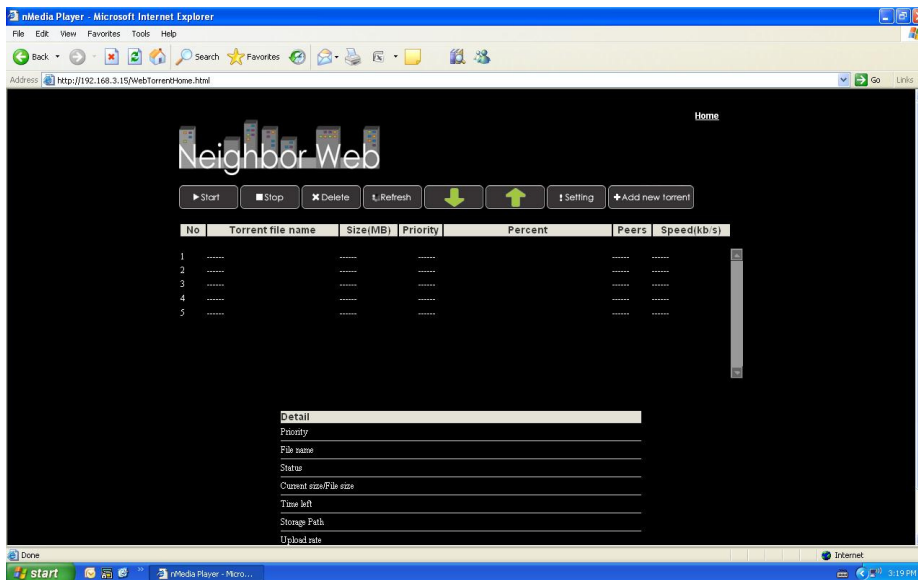 nMedia Player - Microsoft Internet Explorer
File Edit View Favorites Tools Help
Back Search Favorites
Address http://192.168.3.15/WebTorrentHome.html Go Links
Home
Neighbor Web
Start Stop Delete Refresh Setting Add new torrent
No Torrent file name Size(MB) Priority Percent Peers Speed(kb/s)
1 ------ ------ ------ ------ ------
2 ------ ------ ------ ------ ------
3 ------ ------ ------ ------ ------
4 ------ ------ ------ ------ ------
5 ------ ------ ------ ------ ------
Detail
Priority
File name
Status
Current size/File size
Time left
Storage Path
Upload rate
Done Internet
start nMedia Player - Micro... 3:19 PM